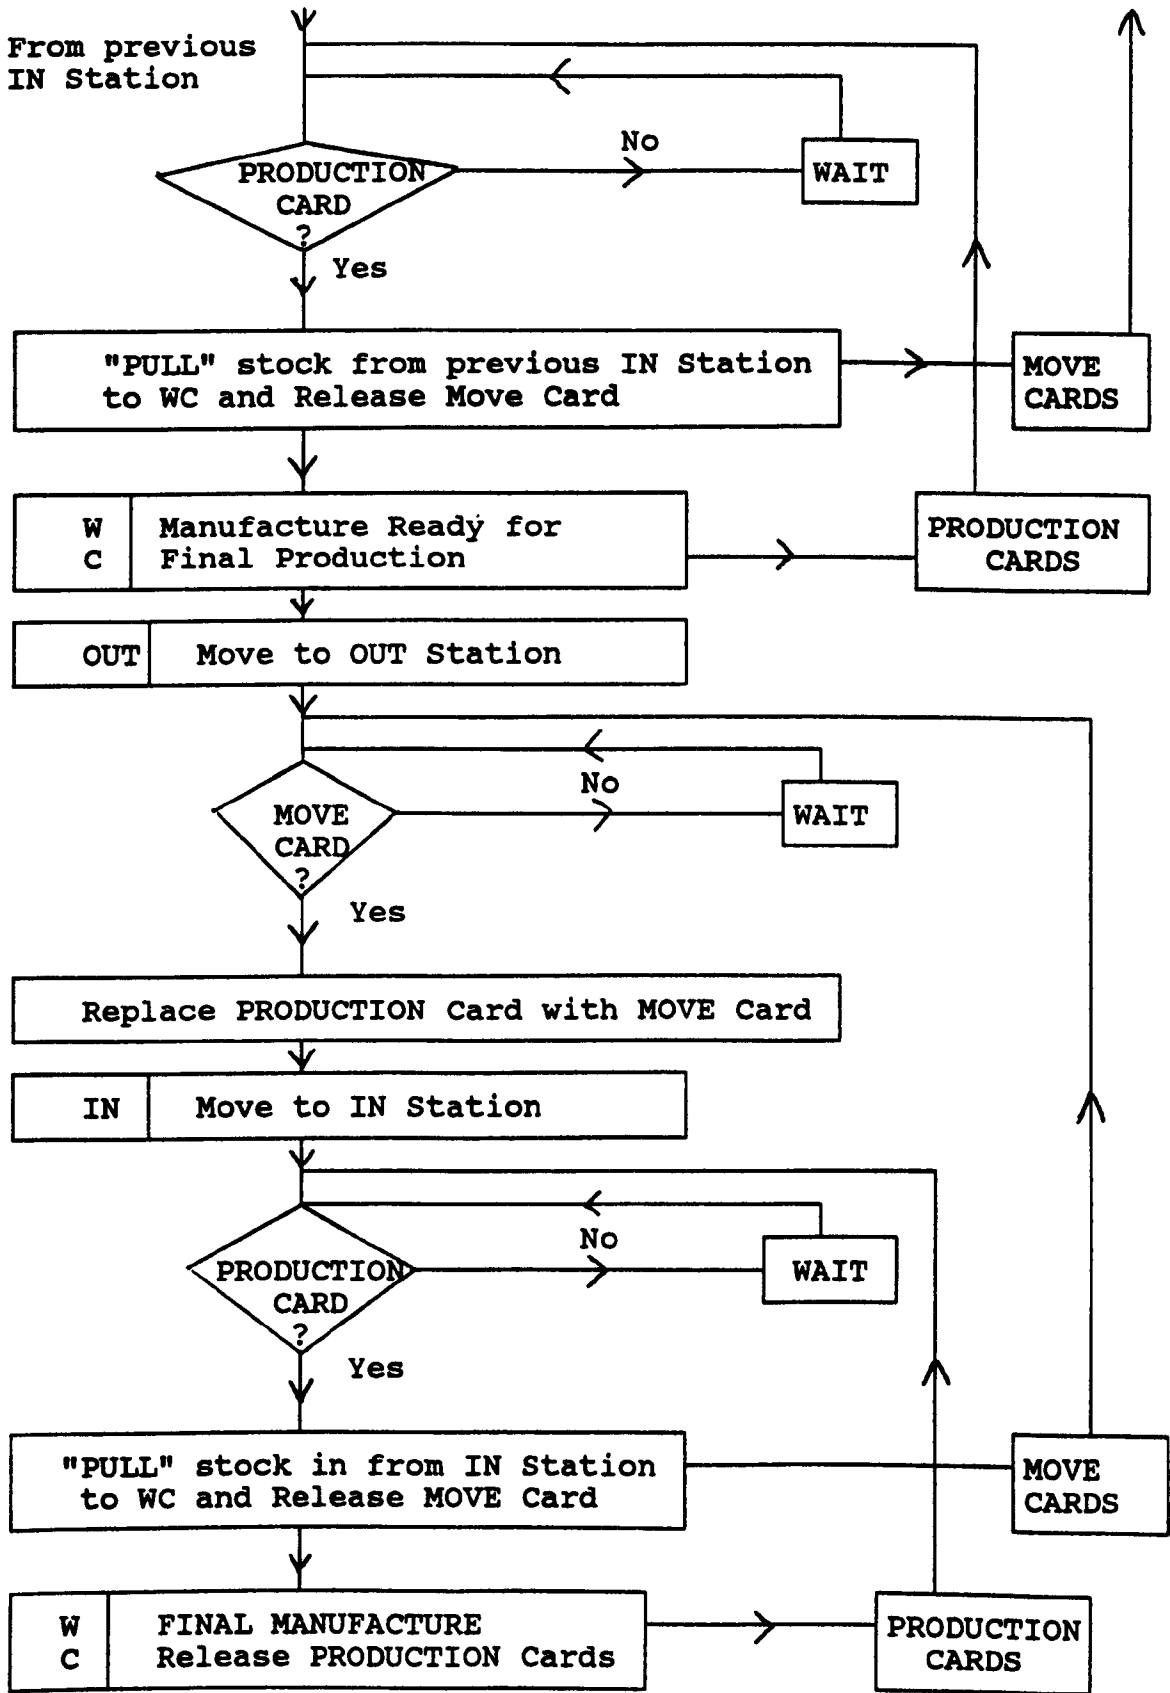 From previous
IN Station
No
WAIT
PRODUCTION
CARD
?
Yes
"PULL" stock from previous IN Station
to WC and Release Move Card
MOVE
CARDS
W
C
Manufacture Ready for
Final Production
PRODUCTION
CARDS
OUT
Move to OUT Station
No
WAIT
MOVE
CARD
?
Yes
Replace PRODUCTION Card with MOVE Card
IN
Move to IN Station
No
WAIT
PRODUCTION
CARD
?
Yes
"PULL" stock in from IN Station
to WC and Release MOVE Card
MOVE
CARDS
W
C
FINAL MANUFACTURE
Release PRODUCTION Cards
PRODUCTION
CARDS